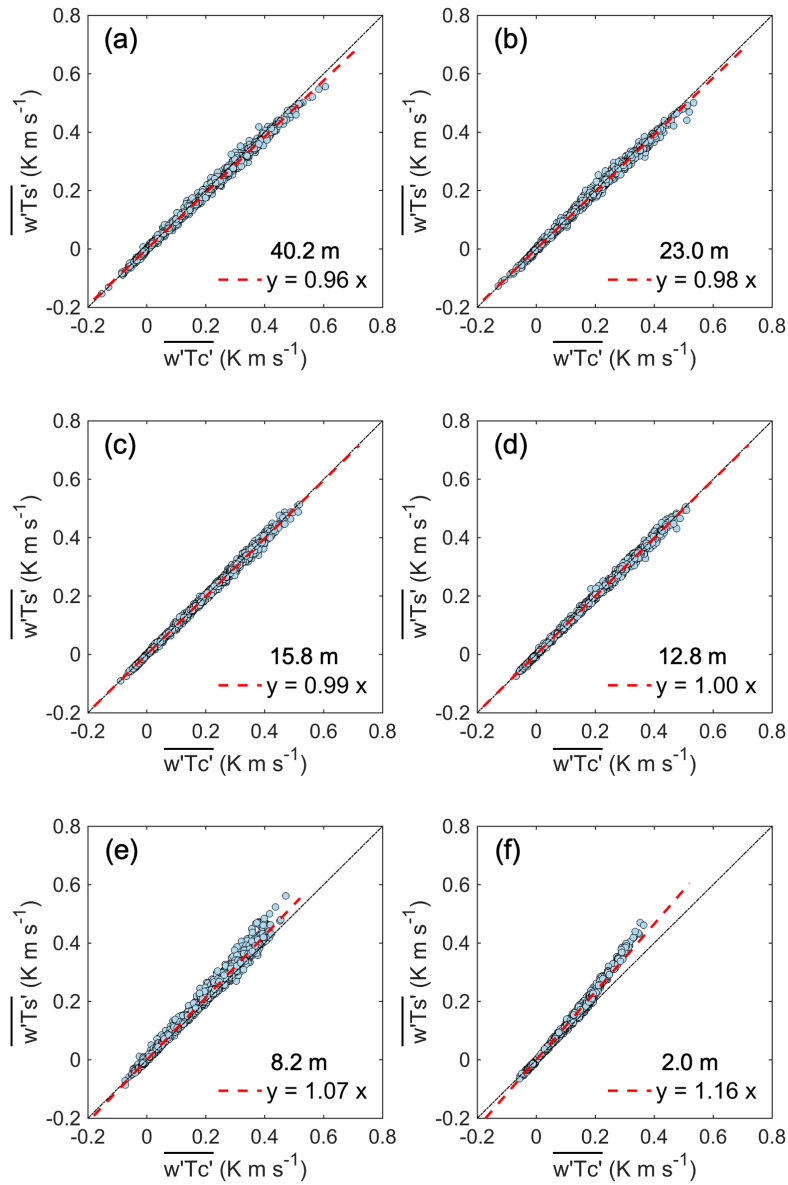 (a)
0.8
0.6
0.4
0.2
0
-0.2
w'Ts' (K m s-1)
40.2 m
y = 0.96 x
-0.2 0 0.2 0.4 0.6 0.8
w'Tc' (K m s-1)
(b)
0.8
0.6
0.4
0.2
0
-0.2
w'Ts' (K m s-1)
23.0 m
y = 0.98 x
-0.2 0 0.2 0.4 0.6 0.8
w'Tc' (K m s-1)
(c)
0.8
0.6
0.4
0.2
0
-0.2
w'Ts' (K m s-1)
15.8 m
y = 0.99 x
-0.2 0 0.2 0.4 0.6 0.8
w'Tc' (K m s-1)
(d)
0.8
0.6
0.4
0.2
0
-0.2
w'Ts' (K m s-1)
12.8 m
y = 1.00 x
-0.2 0 0.2 0.4 0.6 0.8
w'Tc' (K m s-1)
(e)
0.8
0.6
0.4
0.2
0
-0.2
w'Ts' (K m s-1)
8.2 m
y = 1.07 x
-0.2 0 0.2 0.4 0.6 0.8
w'Tc' (K m s-1)
(f)
0.8
0.6
0.4
0.2
0
-0.2
w'Ts' (K m s-1)
2.0 m
y = 1.16 x
-0.2 0 0.2 0.4 0.6 0.8
w'Tc' (K m s-1)